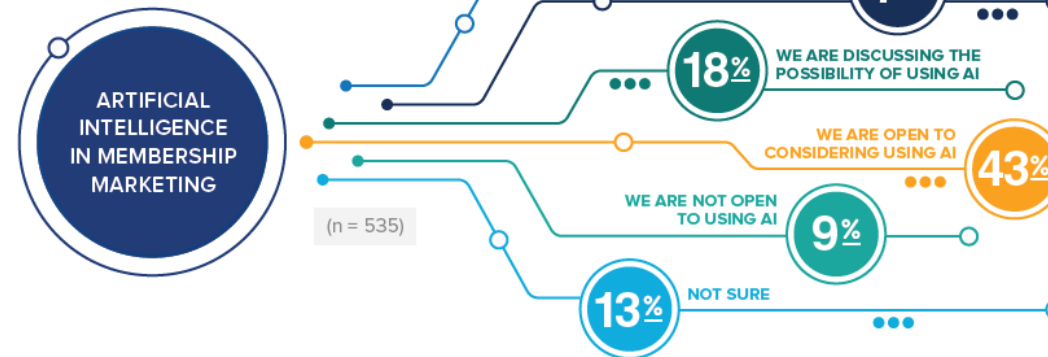 ARTIFICIAL
INTELLIGENCE
IN MEMBERSHIP
MARKETING
(n = 535)
18%
WE ARE DISCUSSING THE
POSSIBILITY OF USING AI
WE ARE OPEN TO
CONSIDERING USING AI
43%
WE ARE NOT OPEN
TO USING AI
9%
13%
NOT SURE